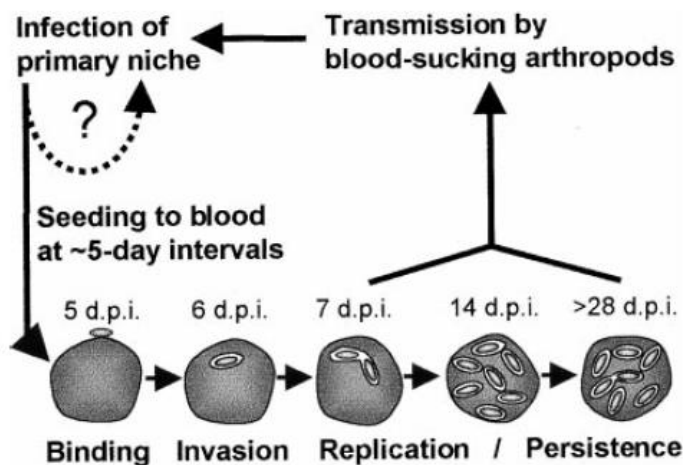 Infection of
primary niche
Transmission by
blood-sucking arthropods
?
Seeding to blood
at ~5-day intervals
5 d.p.i. 6 d.p.i. 7 d.p.i. 14 d.p.i. >28 d.p.i.
Binding Invasion Replication / Persistence